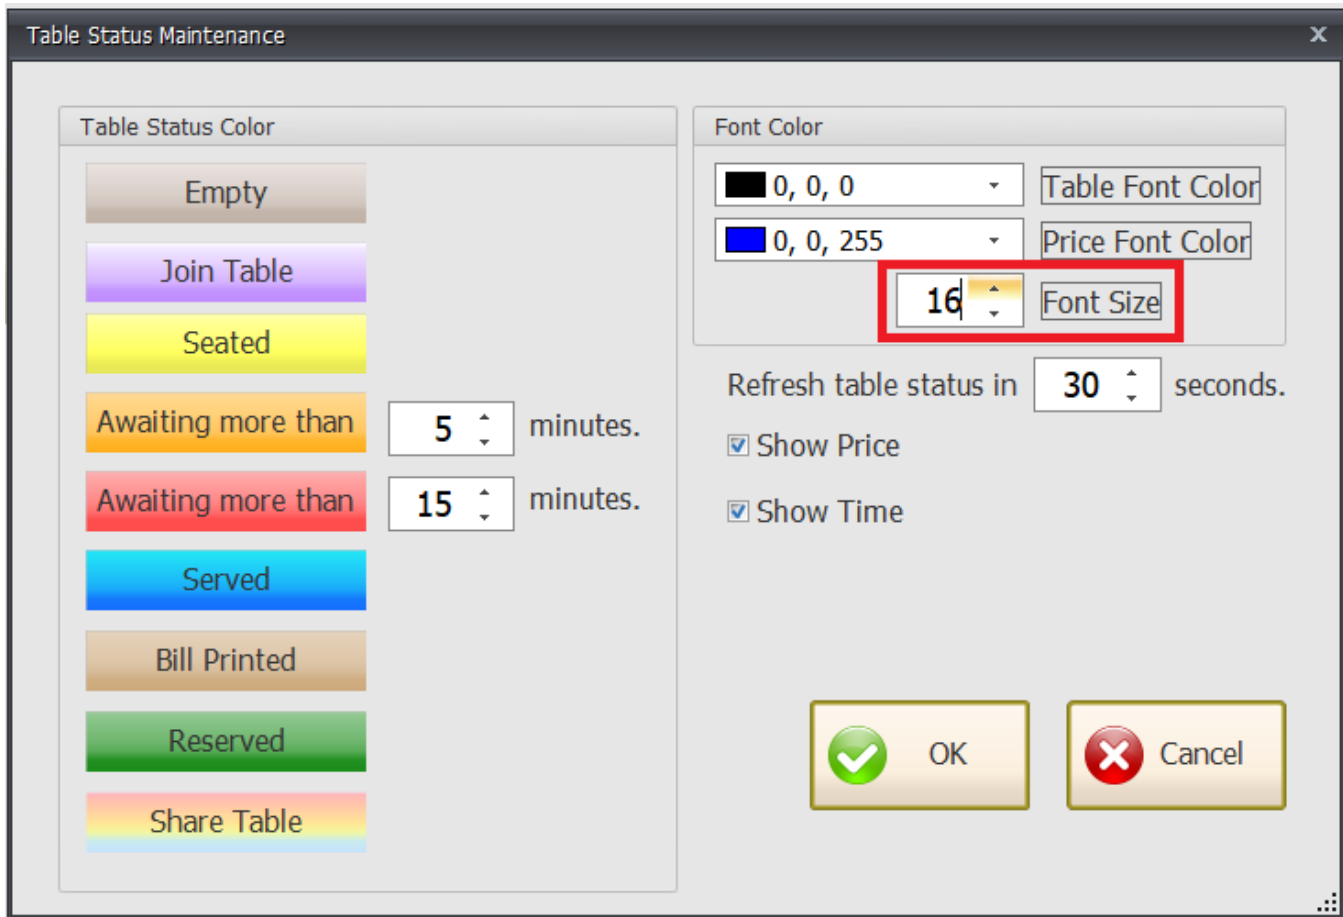 Table Status Maintenance
x
Table Status Color
Empty
Join Table
Seated
Awaiting more than 5 minutes.
Awaiting more than 15 minutes.
Served
Bill Printed
Reserved
Share Table
Font Color
0, 0, 0 Table Font Color
0, 0, 255 Price Font Color
16 Font Size
Refresh table status in 30 seconds.
Show Price
Show Time
OK
Cancel